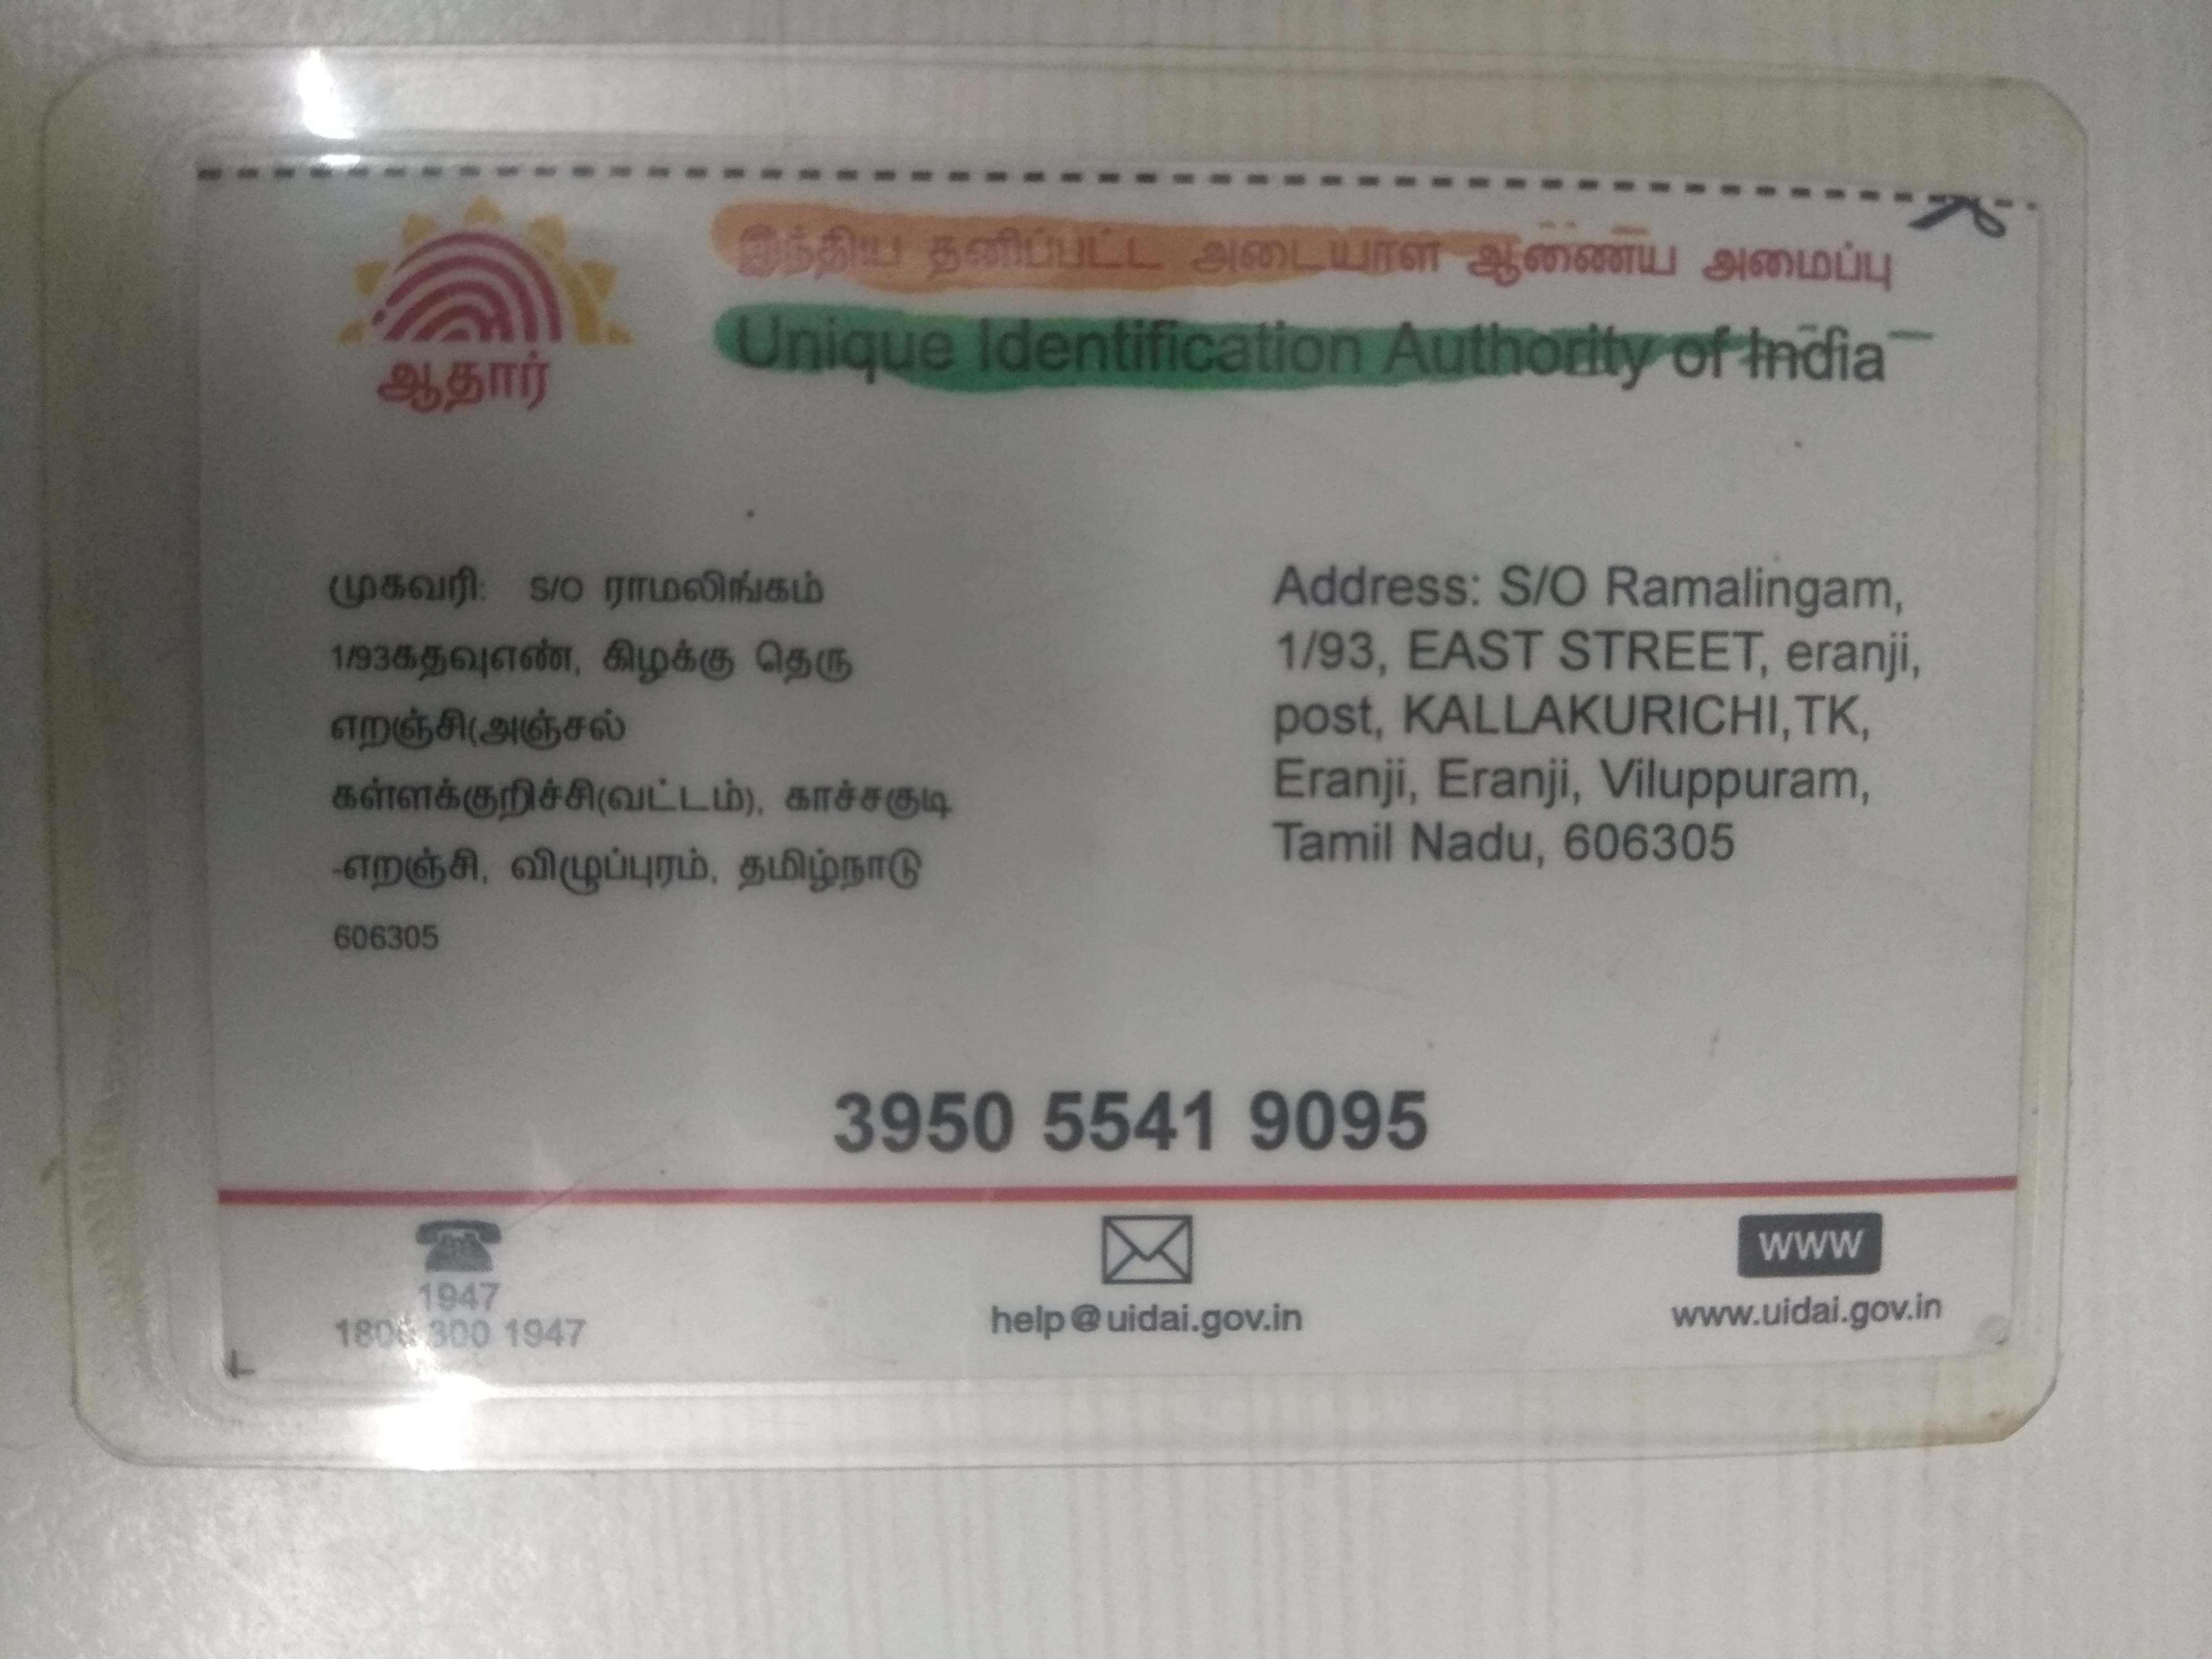 இந்திய தனிப்பட்ட அடையாள ஆணைய அமைப்பு
Unique Identification Authority of India
ஆதார்
முகவரி: S/O ராமலிங்கம்
1/93கதவுஎண், கிழக்கு தெரு
எறஞ்சி(அஞ்சல்
கள்ளக்குறிச்சி(வட்டம்), காச்சகுடி
-எறஞ்சி, விழுப்புரம், தமிழ்நாடு
606305
Address: S/O Ramalingam,
1/93, EAST STREET, eranji,
post, KALLAKURICHI,TK,
Eranji, Eranji, Viluppuram,
Tamil Nadu, 606305
3950 5541 9095
1947
300 1947
help@uidai.gov.in
WWW
www.uidai.gov.in